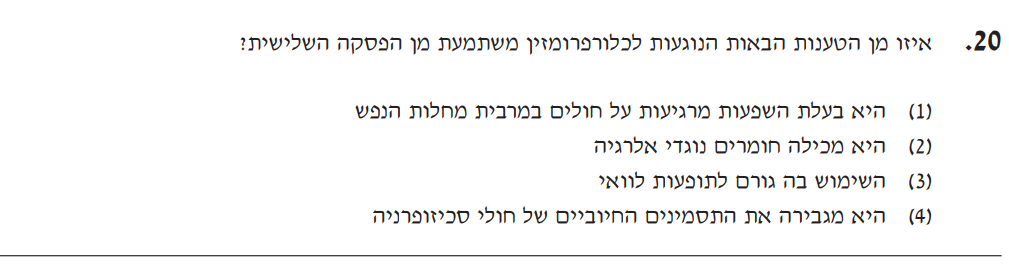 20. איזו מן הטענות הבאות הנוגעות לכלורפרומזין משתמעת מן הפסקה השלישית?
(1) היא בעלת השפעות מרגיעות על חולים במרבית מחלות הנפש
(2) היא מכילה חומרים נוגדי אלרגיה
(3) השימוש בה גורם לתופעות לוואי
(4) היא מגבירה את התסמינים החיוביים של חולי סכיזופרניה